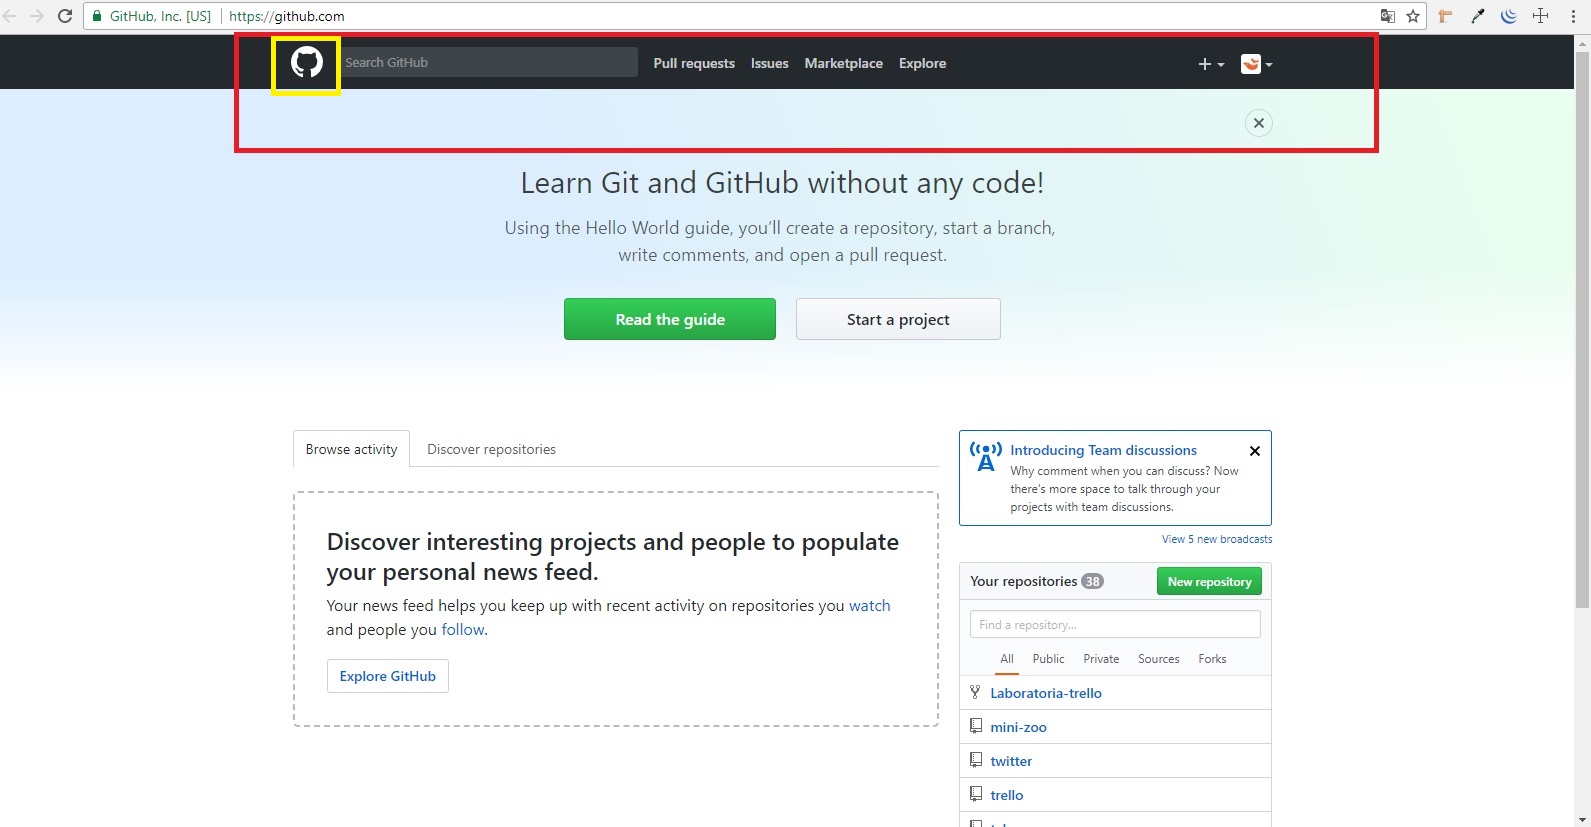 GitHub, Inc. [US] https://github.com
Search GitHub Pull requests Issues Marketplace Explore
Learn Git and GitHub without any code!
Using the Hello World guide, you’ll create a repository, start a branch,
write comments, and open a pull request.
Read the guide Start a project
Browse activity Discover repositories
Discover interesting projects and people to populate
your personal news feed.
Your news feed helps you keep up with recent activity on repositories you watch
and people you follow.
Explore GitHub
Introducing Team discussions
Why comment when you can discuss? Now
there's more space to talk through your
projects with team discussions.
View 5 new broadcasts
Your repositories 38 New repository
Find a repository...
All Public Private Sources Forks
Laboratoria-trello
mini-zoo
twitter
trello